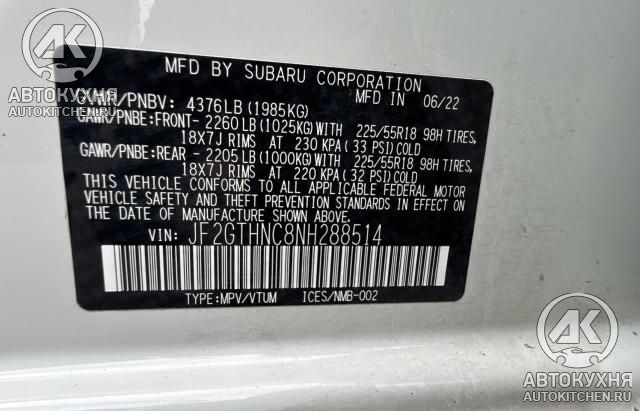 MFD BY SUBARU CORPORATION
MFD IN 06/22
GVWR/PNBV: 4376LB (1985KG)
GAWR/PNBE:FRONT- 2260LB(1025KG)WITH 225/55R18 98H TIRES,
18X7J RIMS AT 230 KPA(33 PSI)COLD
GAWR/PNBE:REAR - 2205LB(1000KG)WITH 225/55R18 98H TIRES,
18X7J RIMS AT 220 KPA(32 PSI)COLD
THIS VEHICLE CONFORMS TO ALL APPLICABLE FEDERAL MOTOR
VEHICLE SAFETY AND THEFT PREVENTION STANDARDS IN EFFECT
ON THE DATE OF MANUFACTURE SHOWN ABOVE.
VIN: JF2GTHNC8NH288514
TYPE:MPV/VTUM ICES/NMB-002
АК
АВТОКУХНЯ
AUTOKITCHEN.RU
АК
АВТОКУХНЯ
AUTOKITCHEN.RU